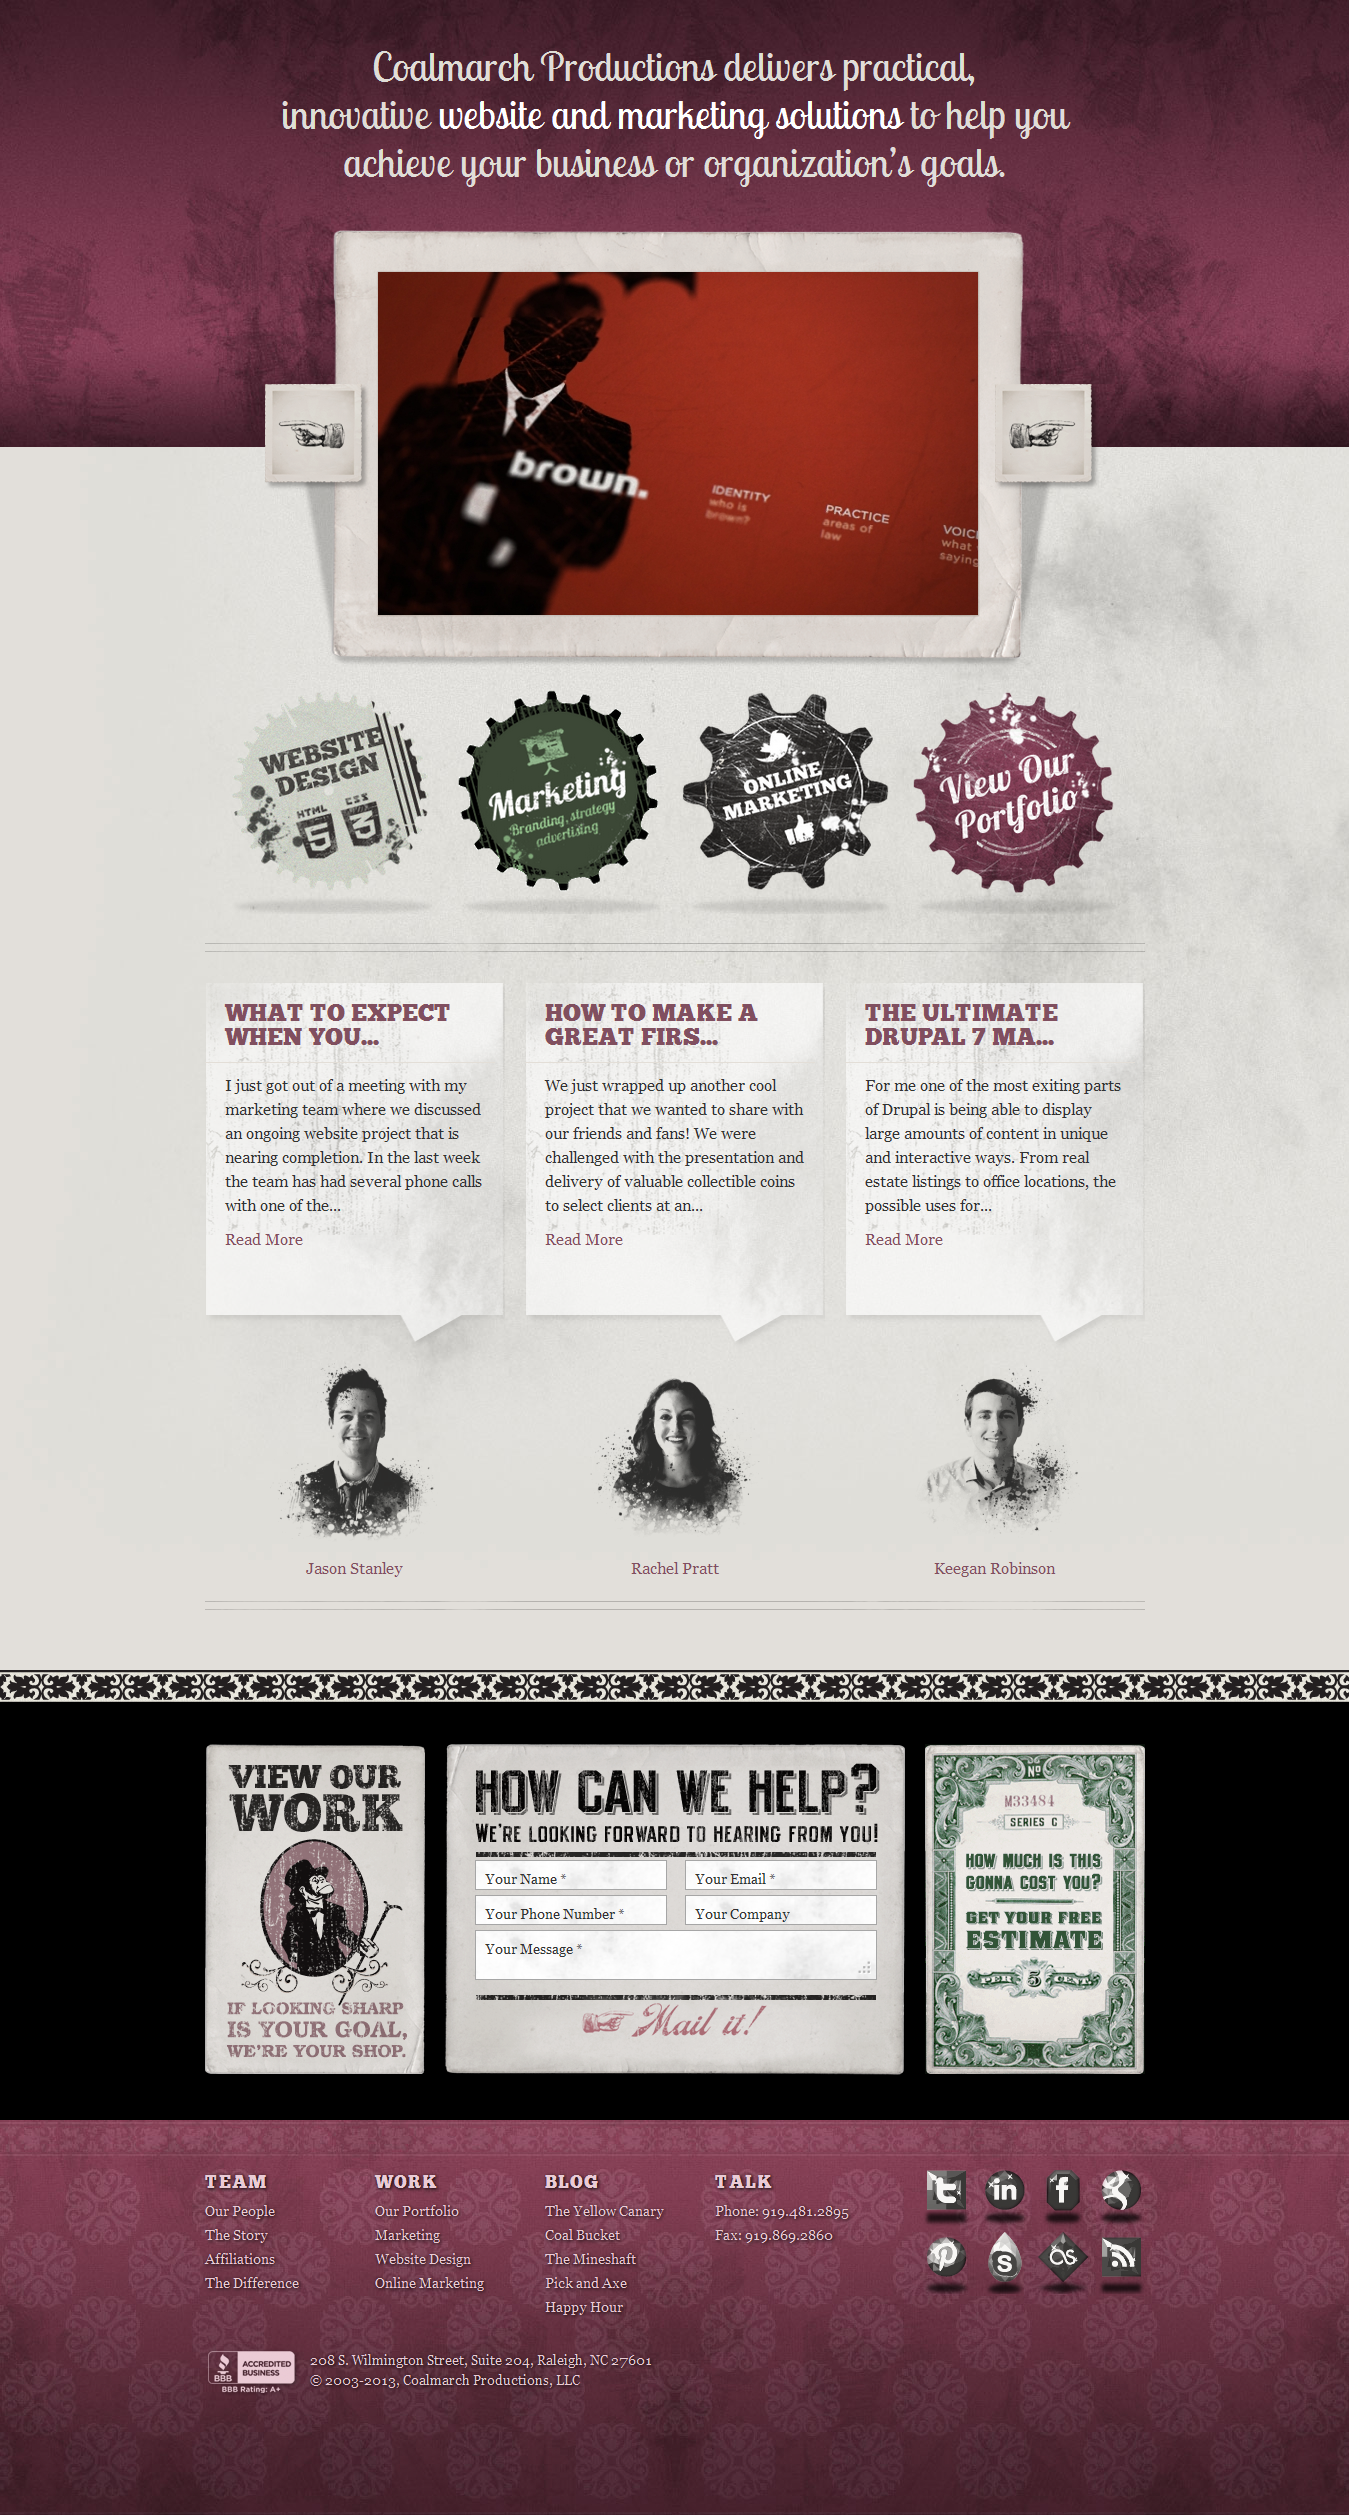 Coalmarch Productions delivers practical,
innovative website and marketing solutions to help you
achieve your business or organization's goals.
brown.
IDENTITY
who is
brown?
PRACTICE
areas of
law
VOIC
what
saying
WEBSITE
DESIGN
HTML
CSS
5
3
Marketing
Branding, strategy
advertising
ONLINE
MARKETING
View Our
Portfolio
WHAT TO EXPECT
WHEN YOU...
I just got out of a meeting with my
marketing team where we discussed
an ongoing website project that is
nearing completion. In the last week
the team has had several phone calls
with one of the...
Read More
HOW TO MAKE A
GREAT FIRS...
We just wrapped up another cool
project that we wanted to share with
our friends and fans! We were
challenged with the presentation and
delivery of valuable collectible coins
to select clients at an...
Read More
THE ULTIMATE
DRUPAL 7 MA...
For me one of the most exiting parts
of Drupal is being able to display
large amounts of content in unique
and interactive ways. From real
estate listings to office locations, the
possible uses for...
Read More
Jason Stanley
Rachel Pratt
Keegan Robinson
VIEW OUR
WORK
IF LOOKING SHARP
IS YOUR GOAL,
WE'RE YOUR SHOP.
HOW CAN WE HELP?
WE'RE LOOKING FORWARD TO HEARING FROM YOU!
Your Name *
Your Email *
Your Phone Number *
Your Company
Your Message *
Mail it!
Nº
M33484
SERIES C
HOW MUCH IS THIS
GONNA COST YOU?
GET YOUR FREE
ESTIMATE
PER 5 CENT.
TEAM
Our People
The Story
Affiliations
The Difference
WORK
Our Portfolio
Marketing
Website Design
Online Marketing
BLOG
The Yellow Canary
Coal Bucket
The Mineshaft
Pick and Axe
Happy Hour
TALK
Phone: 919.481.2895
Fax: 919.869.2860
BBB
ACCREDITED
BUSINESS
BBB Rating: A+
208 S. Wilmington Street, Suite 204, Raleigh, NC 27601
© 2003-2013, Coalmarch Productions, LLC